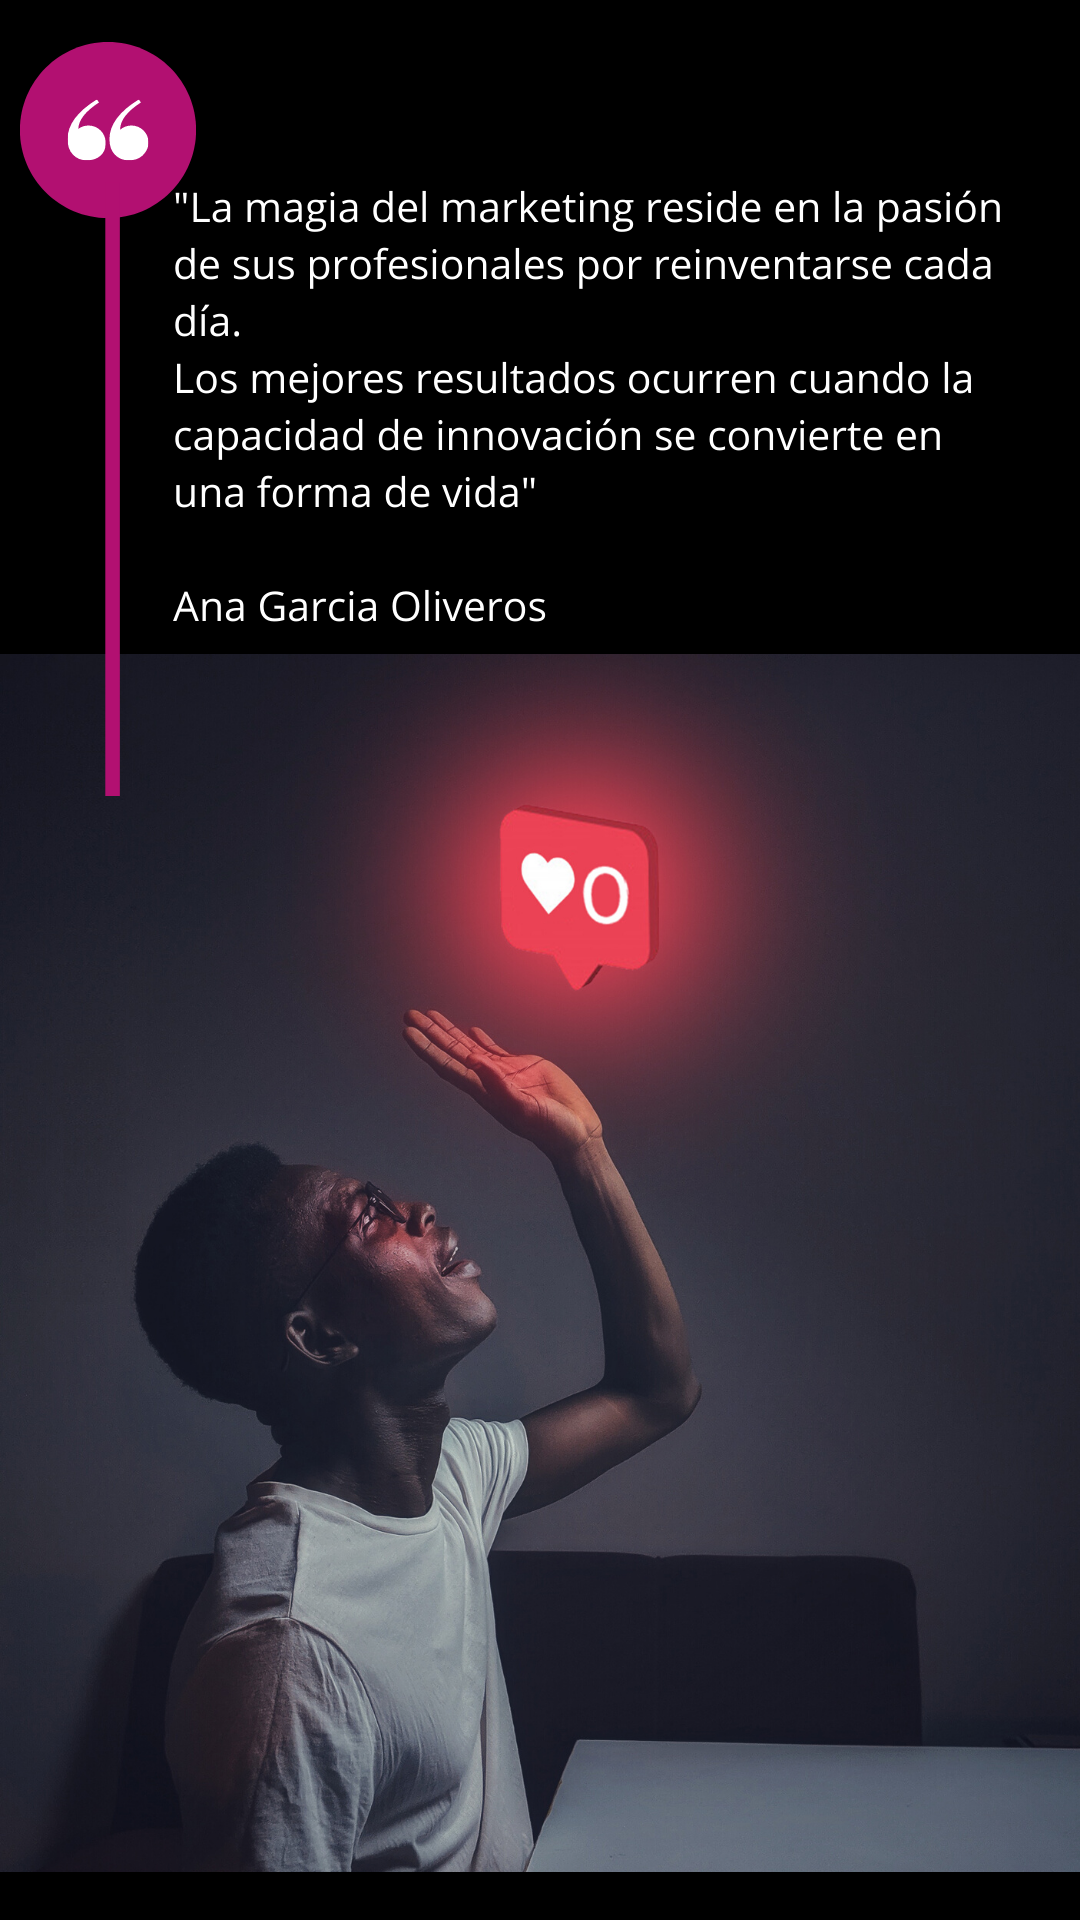 "La magia del marketing reside en la pasión
de sus profesionales por reinventarse cada
día.
Los mejores resultados ocurren cuando la
capacidad de innovación se convierte en
una forma de vida"
Ana Garcia Oliveros
0